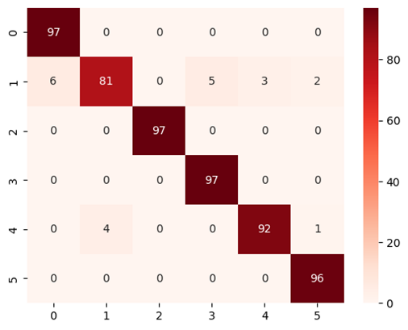 0 97 0 0 0 0 0
1 6 81 0 5 3 2
2 0 0 97 0 0 0
3 0 0 0 97 0 0
4 0 4 0 0 92 1
5 0 0 0 0 0 96
0 1 2 3 4 5
80
60
40
20
0